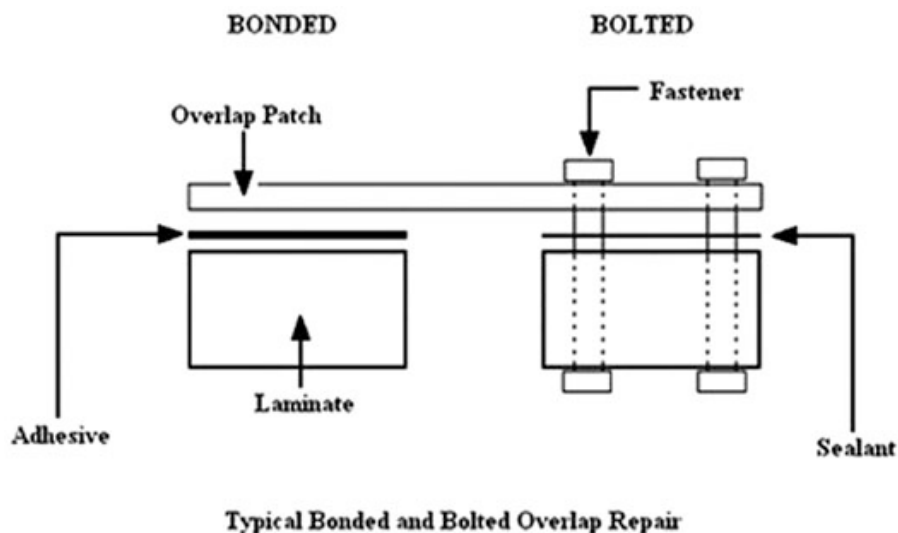 BONDED
BOLTED
Fastener
Overlap Patch
Laminate
Adhesive
Sealant
Typical Bonded and Bolted Overlap Repair